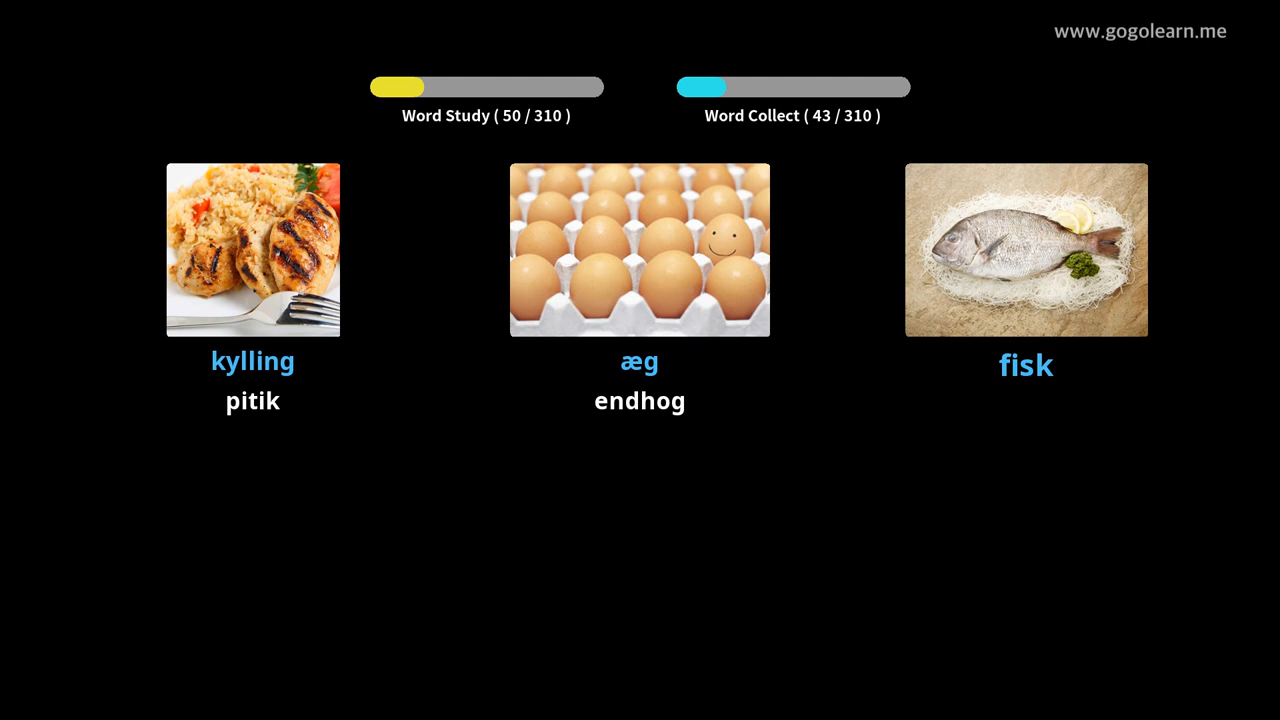 www.gogolearn.me
Word Study ( 50 / 310 )
Word Collect ( 43 / 310 )
kylling
pitik
æg
endhog
fisk